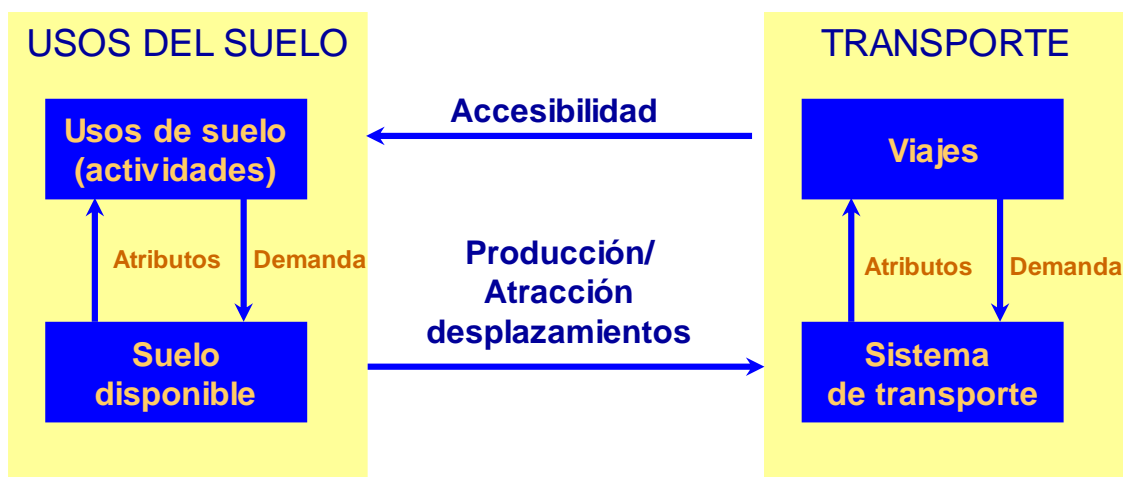 USOS DEL SUELO
Usos de suelo
(actividades)
Atributos
Demanda
Suelo
disponible
Accesibilidad
Producción/
Atracción
desplazamientos
TRANSPORTE
Viajes
Atributos
Demanda
Sistema
de transporte